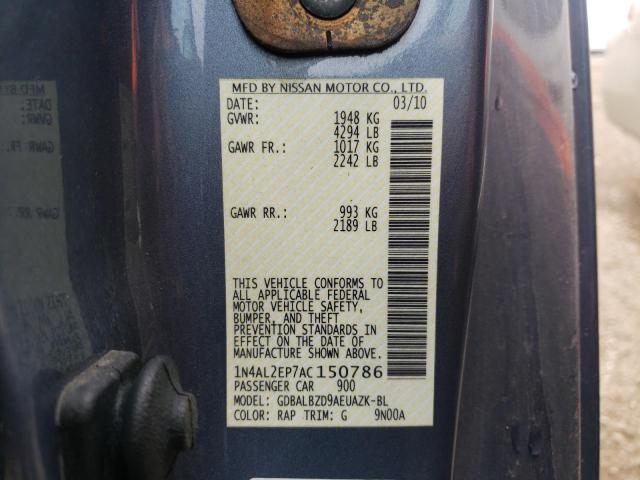 MFD BY NISSAN MOTOR CO., LTD.
DATE: 03/10
GVWR: 1948 KG
4294 LB
GAWR FR.: 1017 KG
2242 LB
GAWR RR.: 993 KG
2189 LB
THIS VEHICLE CONFORMS TO
ALL APPLICABLE FEDERAL
MOTOR VEHICLE SAFETY,
BUMPER, AND THEFT
PREVENTION STANDARDS IN
EFFECT ON THE DATE OF
MANUFACTURE SHOWN ABOVE.
1N4AL2EP7AC150786
PASSENGER CAR 900
MODEL: GDBALBZD9AEUAZK-BL
COLOR: RAP TRIM: G 9N00A